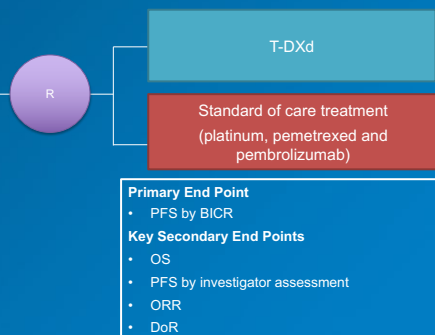 R
T-DXd
Standard of care treatment
(platinum, pemetrexed and
pembrolizumab)
Primary End Point
• PFS by BICR
Key Secondary End Points
• OS
• PFS by investigator assessment
• ORR
• DoR